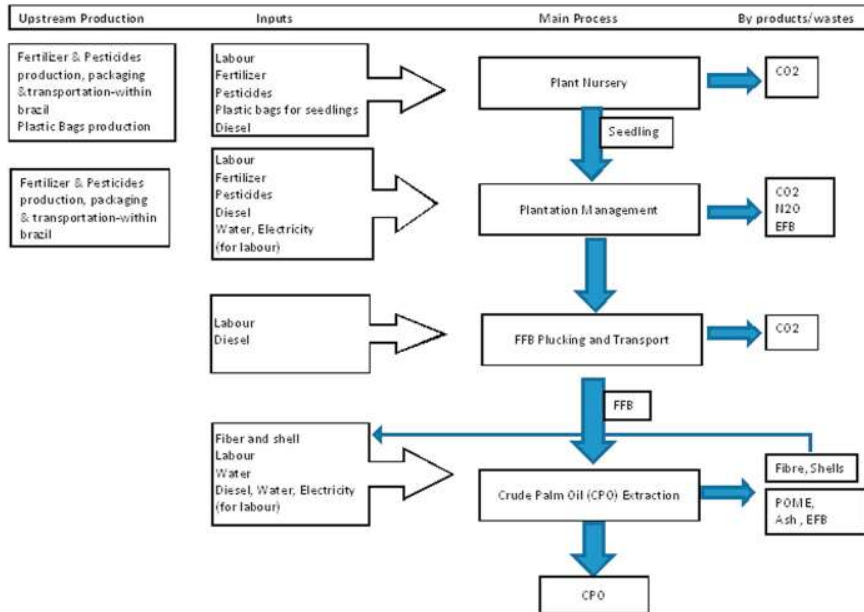 Upstream Production
Inputs
Main Process
By products/wastes
Fertilizer & Pesticides
production, packaging
&transportation-within
brazil
Plastic Bags production
Labour
Fertilizer
Pesticides
Plastic bags for seedlings
Diesel
Plant Nursery
CO2
Seedling
Fertilizer & Pesticides
production, packaging
& transportation-within
brazil
Labour
Fertilizer
Pesticides
Diesel
Water, Electricity
(for labour)
Plantation Management
CO2
N2O
EFB
Labour
Diesel
FFB Plucking and Transport
CO2
FFB
Fiber and shell
Labour
Water
Diesel, Water, Electricity
(for labour)
Crude Palm Oil (CPO) Extraction
Fibre, Shells
POME,
Ash , EFB
CPO